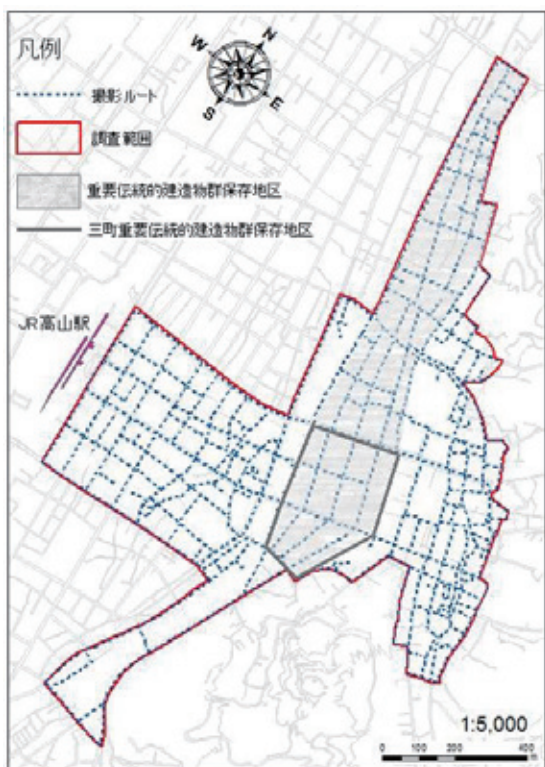 凡例
N
W
E
S
撮影ルート
調査範囲
重要伝統的建造物群保存地区
三町重要伝統的建造物群保存地区
JR高山駅
1:5,000
0 100 200 400
m